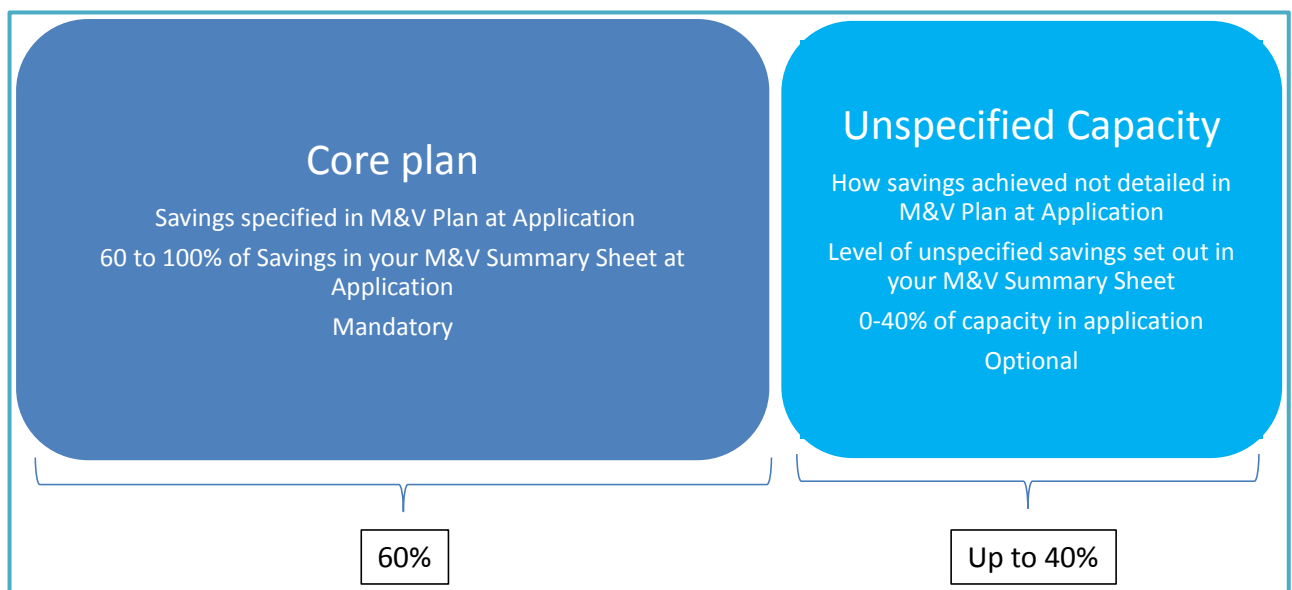 Core plan
Savings specified in M&V Plan at Application
60 to 100% of Savings in your M&V Summary Sheet at
Application
Mandatory
Unspecified Capacity
How savings achieved not detailed in
M&V Plan at Application
Level of unspecified savings set out in
your M&V Summary Sheet
0-40% of capacity in application
Optional
60%
Up to 40%